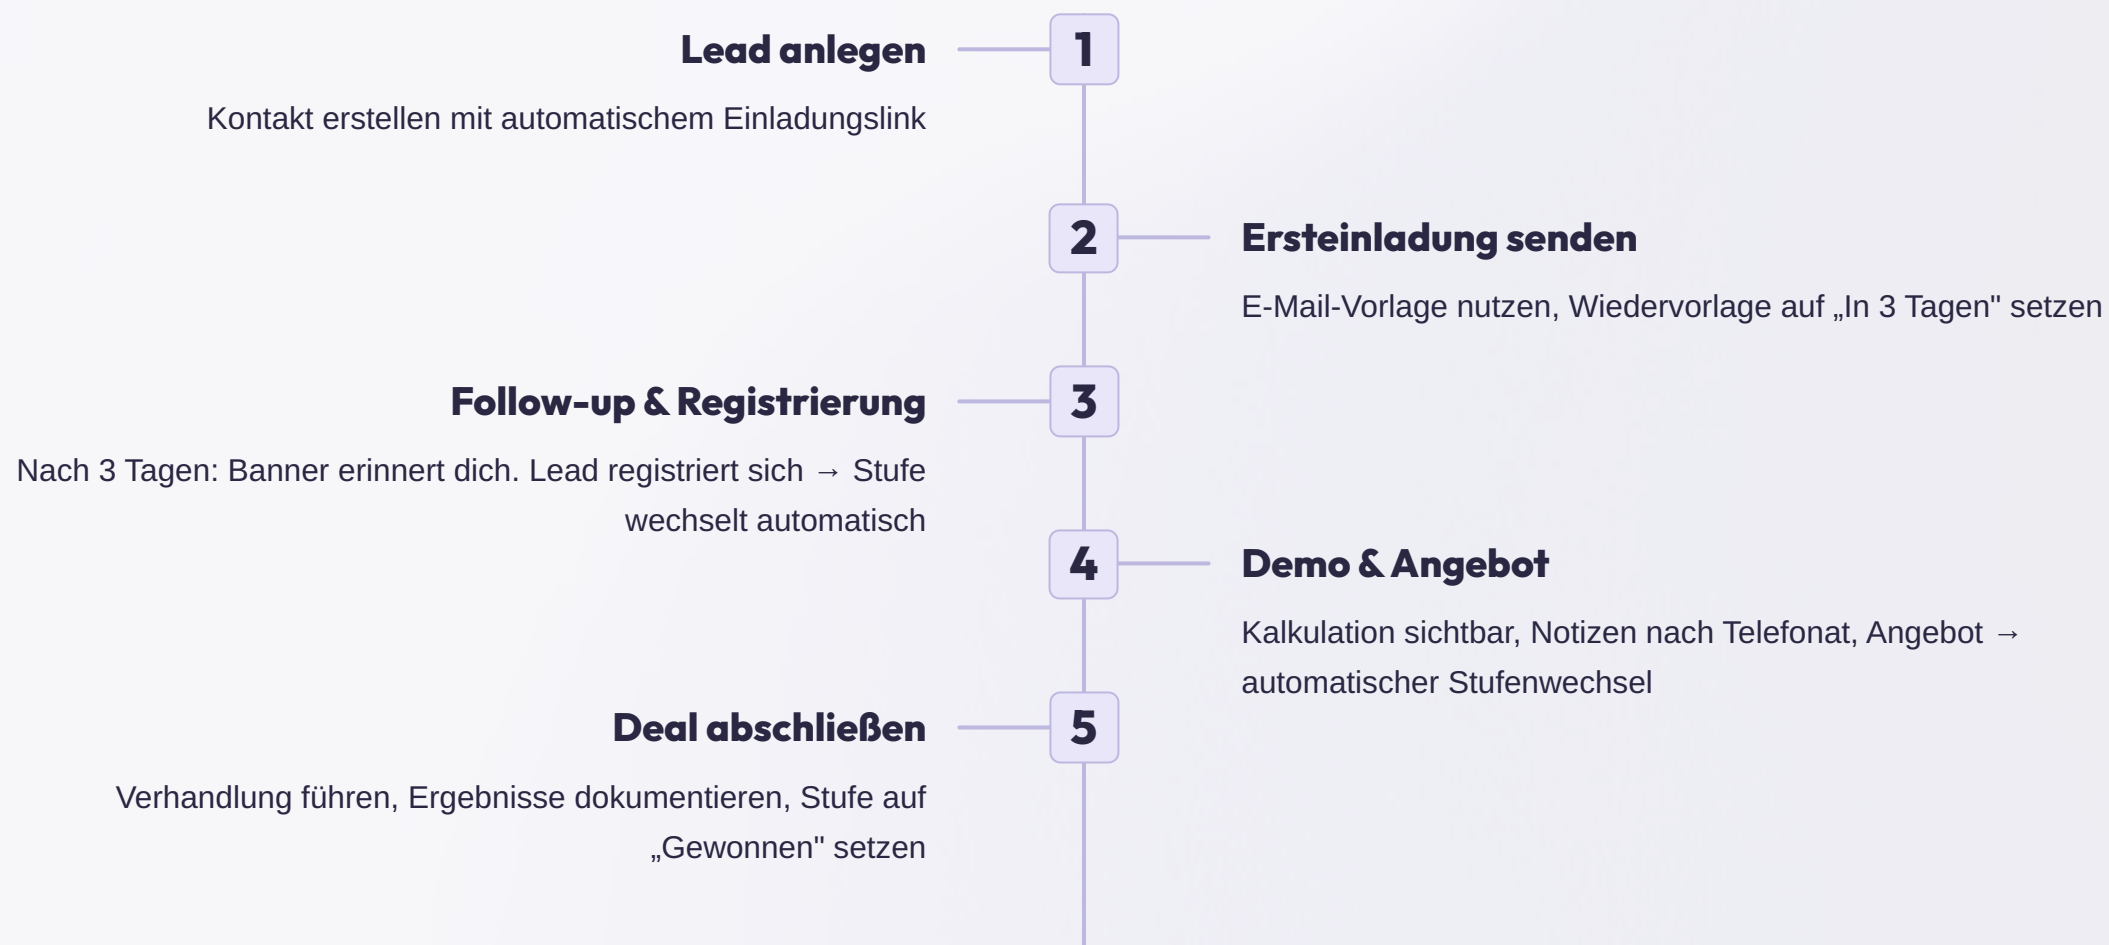 1
Lead anlegen
Kontakt erstellen mit automatischem Einladungslink
2
Ersteinladung senden
E-Mail-Vorlage nutzen, Wiedervorlage auf „In 3 Tagen" setzen
3
Follow-up & Registrierung
Nach 3 Tagen: Banner erinnert dich. Lead registriert sich → Stufe
wechselt automatisch
4
Demo & Angebot
Kalkulation sichtbar, Notizen nach Telefonat, Angebot →
automatischer Stufenwechsel
5
Deal abschließen
Verhandlung führen, Ergebnisse dokumentieren, Stufe auf
„Gewonnen" setzen